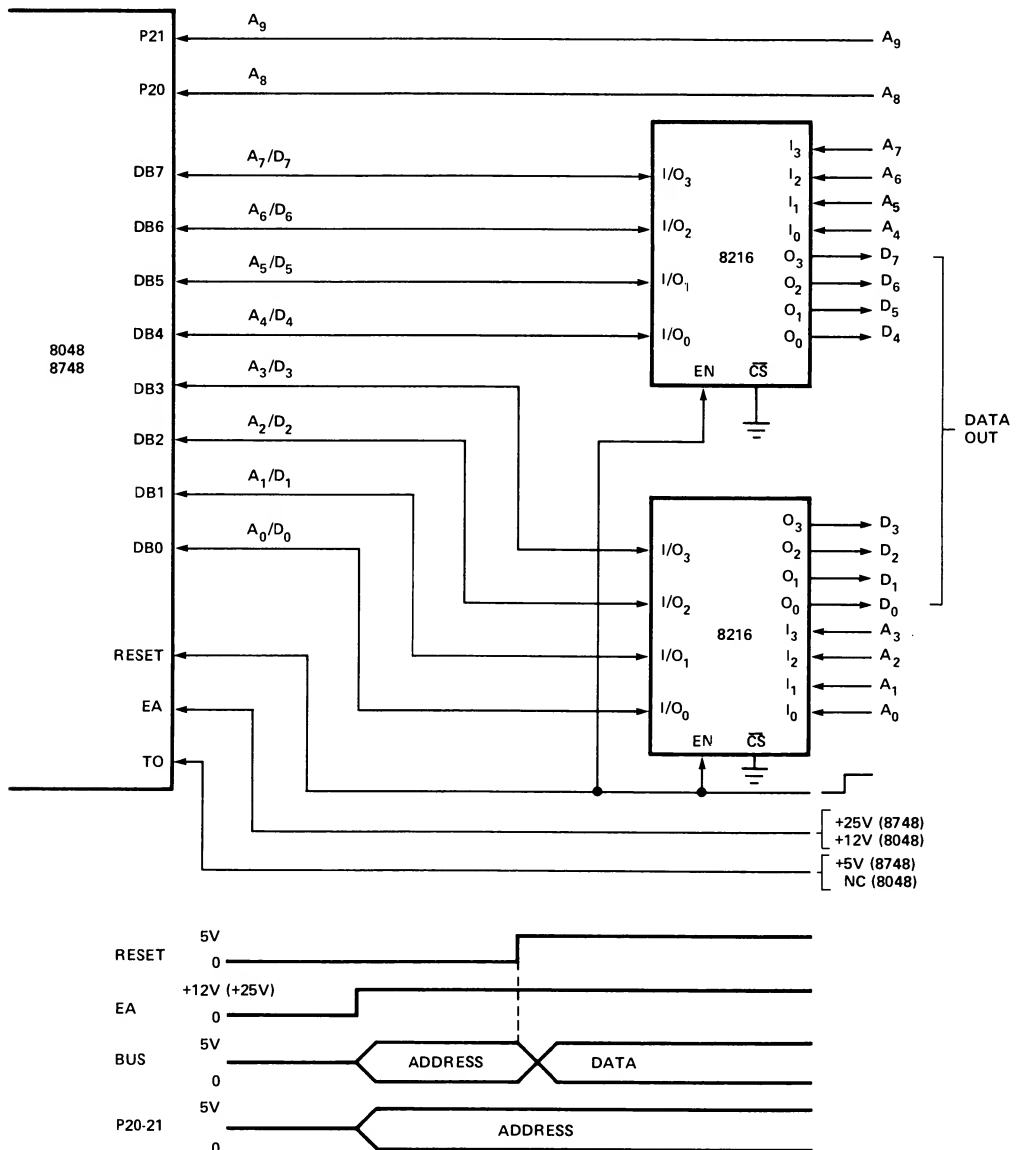 P21 A9 A9
P20 A8 A8
DB7 A7/D7 I/O3 I3 A7
I2 A6
DB6 A6/D6 I/O2 I1 A5
I0 A4
8216 O3 D7
DB5 A5/D5 I/O1 O2 D6
O1 D5
DB4 A4/D4 I/O0 O0 D4
8048
8748
EN CS
DB3 A3/D3
DATA
OUT
DB2 A2/D2
DB1 A1/D1
DB0 A0/D0
I/O3 O3 D3
O2 D2
O1 D1
I/O2 O0 D0
8216 I3 A3
RESET I/O1 I2 A2
I1 A1
EA I/O0 I0 A0
EN CS
TO
+25V (8748)
+12V (8048)
+5V (8748)
NC (8048)
RESET 5V
0
EA +12V (+25V)
0
BUS 5V ADDRESS DATA
0
P20-21 5V ADDRESS
0